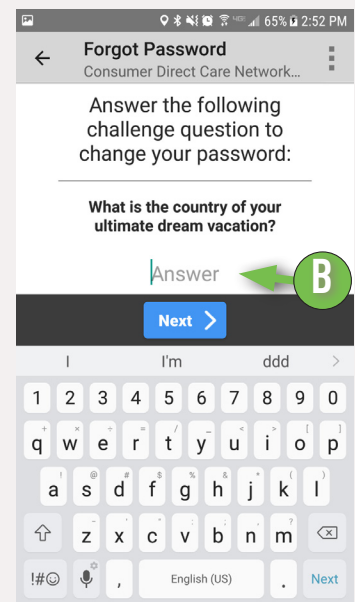 4GE 65% 2:52 PM
Forgot Password
Consumer Direct Care Network...
Answer the following
challenge question to
change your password:
What is the country of your
ultimate dream vacation?
Answer
B
Next
I I'm ddd >
1 2 3 4 5 6 7 8 9 0
+ × ÷ = / _ < > [ ]
q w e r t y u i o p
! @ # $ % ^ & * ( )
a s d f g h j k l
- ' " : ; , ?
z x c v b n m
!#☺ , English (US) . Next